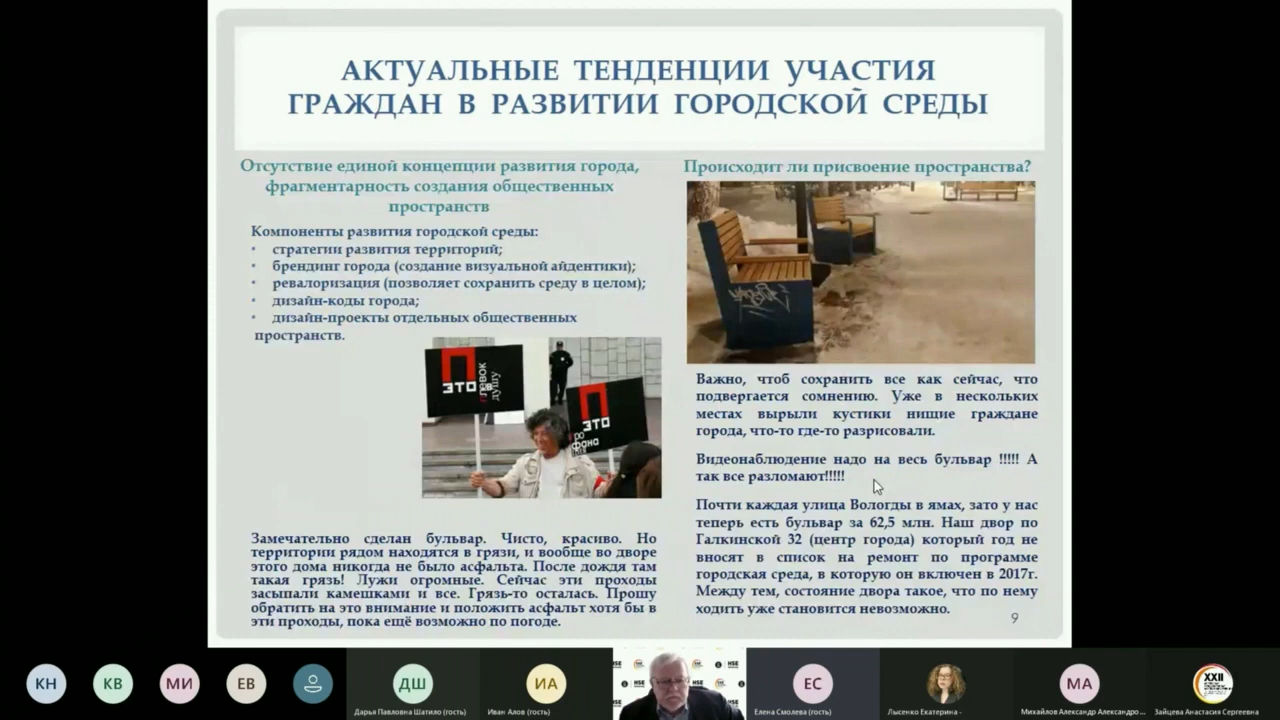 АКТУАЛЬНЫЕ ТЕНДЕНЦИИ УЧАСТИЯ
ГРАЖДАН В РАЗВИТИИ ГОРОДСКОЙ СРЕДЫ
Отсутствие единой концепции развития города,
фрагментарность создания общественных
пространств
Компоненты развития городской среды:
• стратегии развития территорий;
• брендинг города (создание визуальной айдентики);
• ревалоризация (позволяет сохранить среду в целом);
• дизайн-коды города;
• дизайн-проекты отдельных общественных
пространств.
П
ЭТО
плевок
в
душу
П
ЭТО
Замечательно сделан бульвар. Чисто, красиво. Но
территории рядом находятся в грязи, и вообще во дворе
этого дома никогда не было асфальта. После дождя там
такая грязь! Лужи огромные. Сейчас эти проходы
засыпали камешками и все. Грязь-то осталась. Прошу
обратить на это внимание и положить асфальт хотя бы в
эти проходы, пока ещё возможно по погоде.
Происходит ли присвоение пространства?
Важно, чтоб сохранить все как сейчас, что
подвергается сомнению. Уже в нескольких
местах вырыли кустики нищие граждане
города, что-то где-то разрисовали.
Видеонаблюдение надо на весь бульвар !!!!! А
так все разломают!!!!!
Почти каждая улица Вологды в ямах, зато у нас
теперь есть бульвар за 62,5 млн. Наш двор по
Галкинской 32 (центр города) который год не
вносят в список на ремонт по программе
городская среда, в которую он включен в 2017г.
Между тем, состояние двора такое, что по нему
ходить уже становится невозможно.
9
КН
КВ
МИ
ЕВ
ДШ
Дарья Павловна Шатило (гость)
ИА
Иван Алов (гость)
HSE
HSE
HSE
ЕС
Елена Смолева (гость)
Лысенко Екатерина -
МА
Михайлов Александр Александро ...
XXII
Зайцева Анастасия Сергеевна